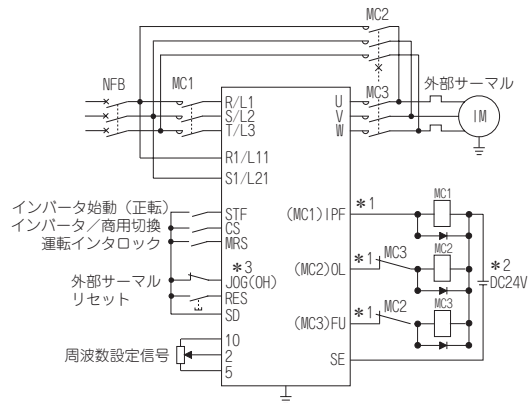 MC2
NFB
MC1
MC3
外部サーマル
R/L1
S/L2
T/L3
U
V
W
IM
R1/L11
S1/L21
インバータ始動（正転）
STF
インバータ／商用切換
CS
運転インタロック
MRS
*3
外部サーマル
JOG(OH)
リセット
RES
SD
周波数設定信号
10
2
5
(MC1)IPF
*1
MC1
(MC2)OL
*1
MC3
MC2
*2
DC24V
(MC3)FU
*1
MC2
MC3
SE